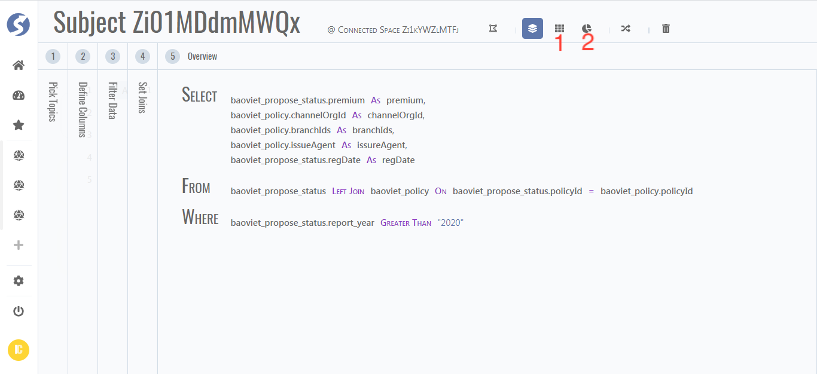 Subject Zi01MDdmMWQx
@ Connected Space Zj1kYWZlMTFj
1 2
1 2 3 4 5 Overview
Pick Topics
Define Columns
Filter Data
Set Joins
3
4
5
Select
baoviet_propose_status.premium As premium,
baoviet_policy.channelOrgId As channelOrgId,
baoviet_policy.branchIds As branchIds,
baoviet_policy.issueAgent As issureAgent,
baoviet_propose_status.regDate As regDate
From
baoviet_propose_status Left Join baoviet_policy On baoviet_propose_status.policyId = baoviet_policy.policyId
Where
baoviet_propose_status.report_year Greater Than "2020"